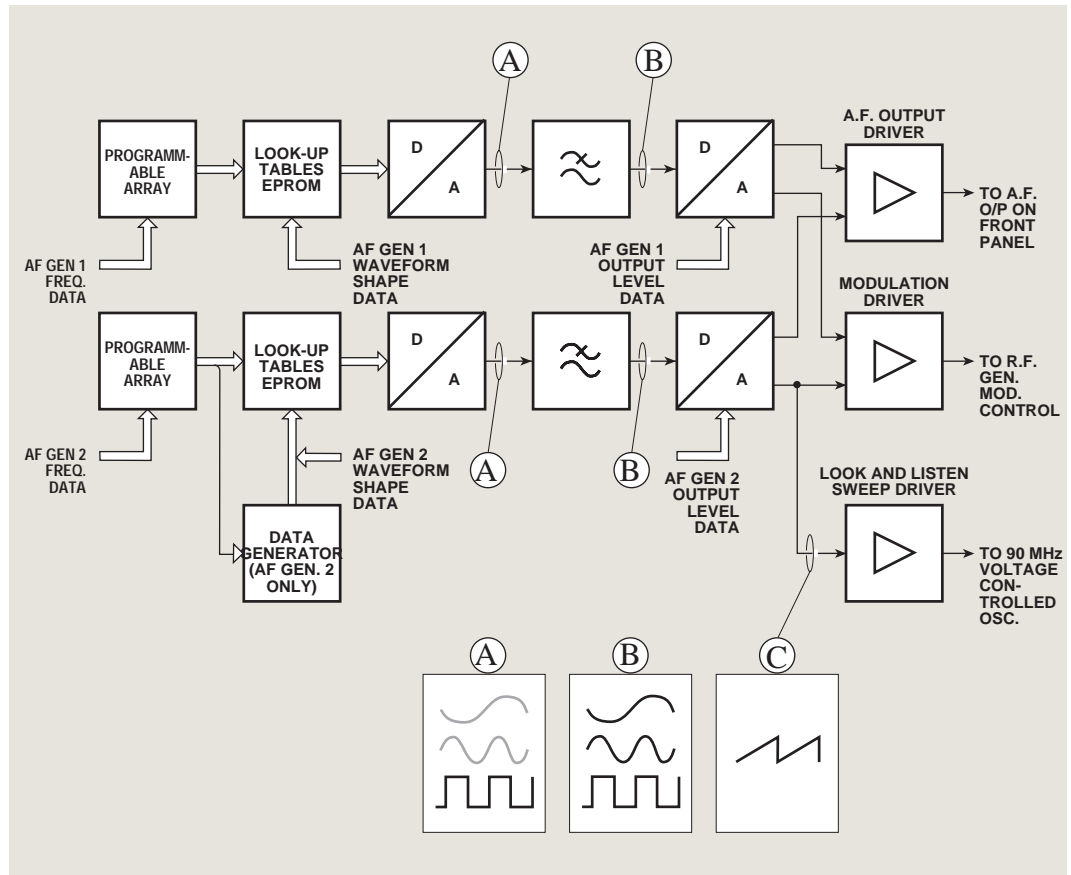 A
B
A.F. OUTPUT
DRIVER
PROGRAMM-
ABLE
ARRAY
LOOK-UP
TABLES
EPROM
D
A
D
A
TO A.F.
O/P ON
FRONT
PANEL
AF GEN 1
FREQ.
DATA
AF GEN 1
WAVEFORM
SHAPE
DATA
AF GEN 1
OUTPUT
LEVEL
DATA
MODULATION
DRIVER
PROGRAMM-
ABLE
ARRAY
LOOK-UP
TABLES
EPROM
D
A
D
A
TO R.F.
GEN.
MOD.
CONTROL
AF GEN 2
FREQ.
DATA
AF GEN 2
WAVEFORM
SHAPE
DATA
A
B
AF GEN 2
OUTPUT
LEVEL
DATA
LOOK AND LISTEN
SWEEP DRIVER
DATA
GENERATOR
(AF GEN. 2
ONLY)
TO 90 MHz
VOLTAGE
CON-
TROLLED
OSC.
A
B
C